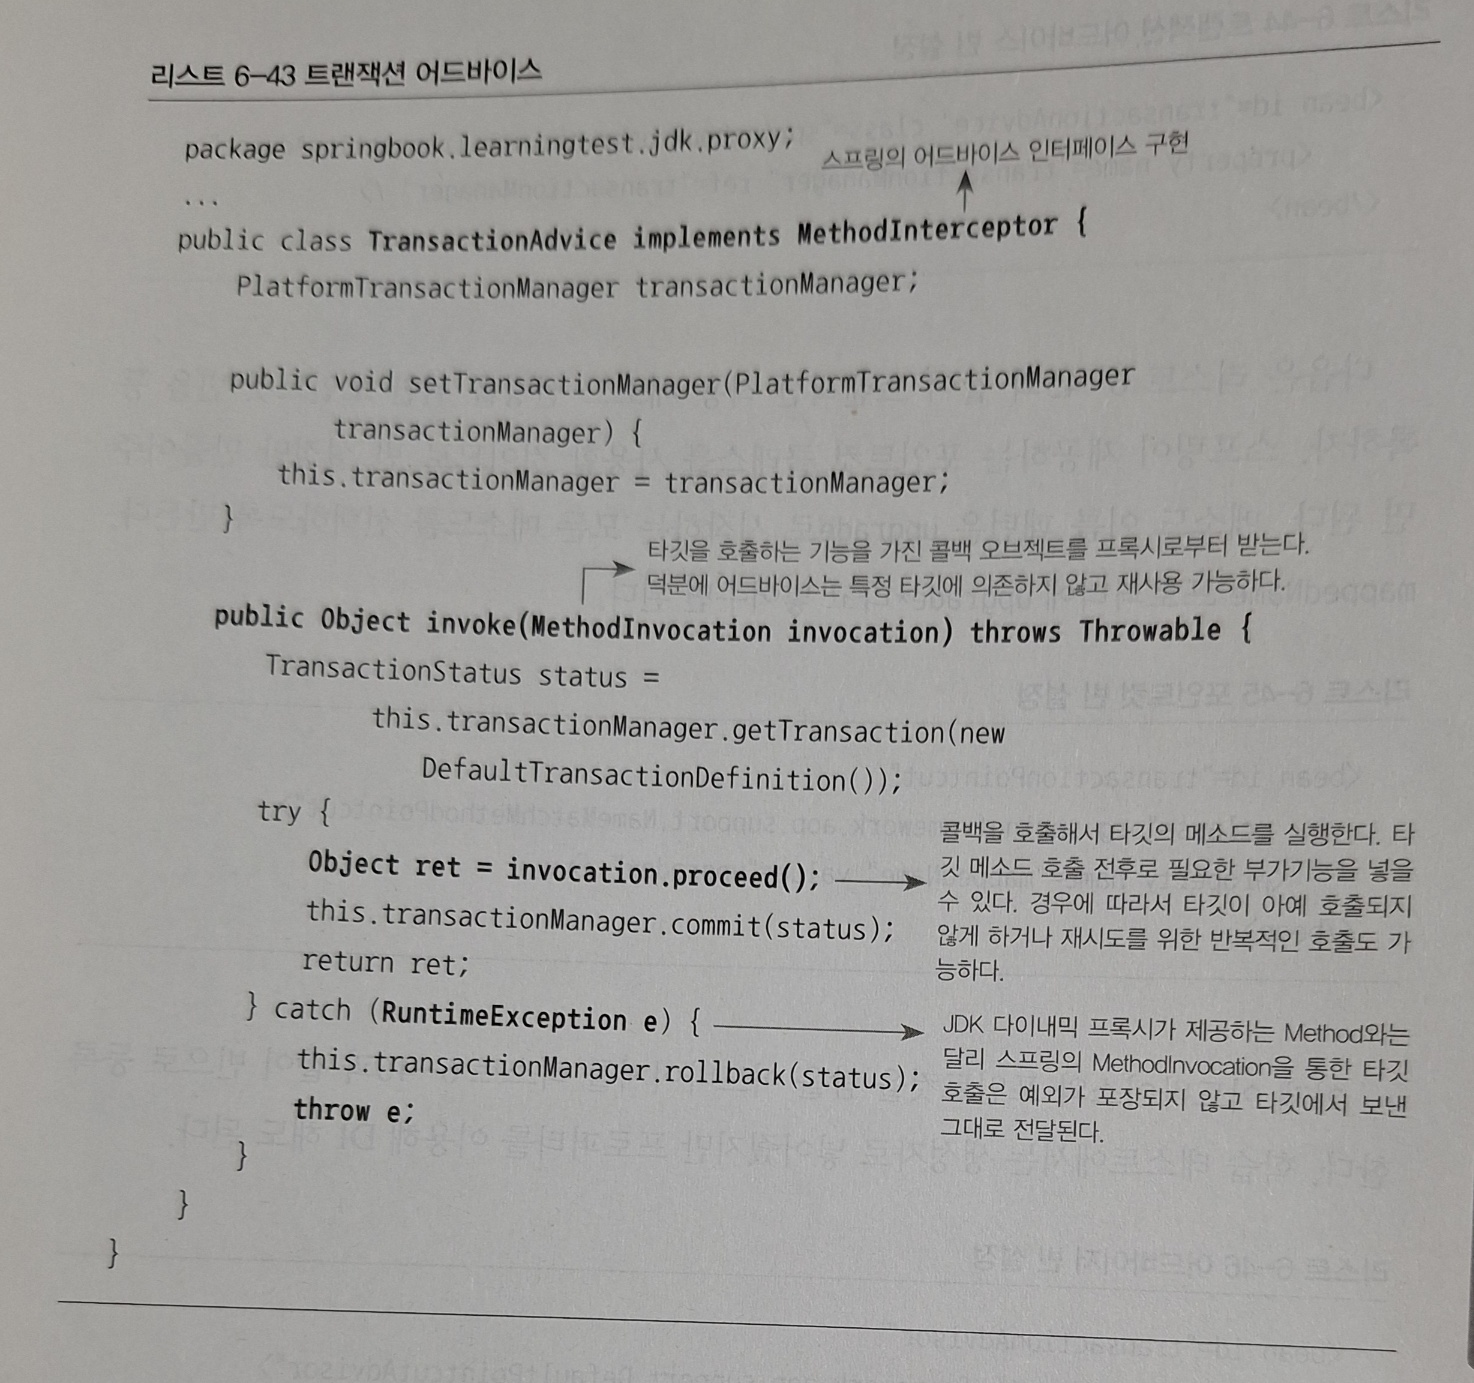 리스트 6-43 트랜잭션 어드바이스
package springbook.learningtest.jdk.proxy;
스프링의 어드바이스 인터페이스 구현
...
public class TransactionAdvice implements MethodInterceptor {
PlatformTransactionManager transactionManager;
public void setTransactionManager(PlatformTransactionManager
transactionManager) {
this.transactionManager = transactionManager;
}
타깃을 호출하는 기능을 가진 콜백 오브젝트를 프록시로부터 받는다.
덕분에 어드바이스는 특정 타깃에 의존하지 않고 재사용 가능하다.
public Object invoke(MethodInvocation invocation) throws Throwable {
TransactionStatus status =
this.transactionManager.getTransaction(new
DefaultTransactionDefinition());
try {
Object ret = invocation.proceed();
this.transactionManager.commit(status);
return ret;
콜백을 호출해서 타깃의 메소드를 실행한다. 타
깃 메소드 호출 전후로 필요한 부가기능을 넣을
수 있다. 경우에 따라서 타깃이 아예 호출되지
않게 하거나 재시도를 위한 반복적인 호출도 가
능하다.
} catch (RuntimeException e) {
this.transactionManager.rollback(status);
throw e;
JDK 다이내믹 프록시가 제공하는 Method와는
달리 스프링의 MethodInvocation을 통한 타깃
호출은 예외가 포장되지 않고 타깃에서 보낸
그대로 전달된다.
}
}
}